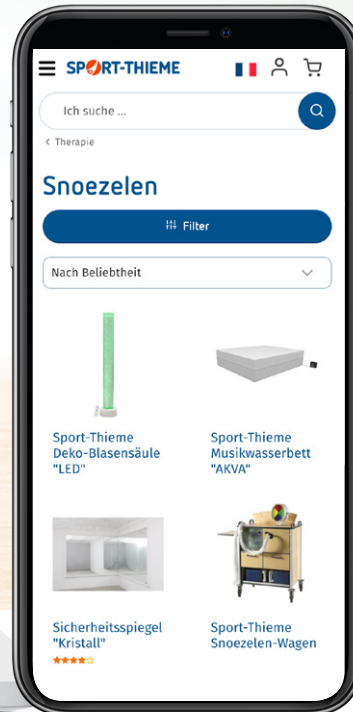 SPORT-THIEME
Ich suche ...
< Therapie
Snoezelen
Filter
Nach Beliebtheit
Sport-Thieme
Deko-Blasensäule
"LED"
Sport-Thieme
Musikwasserbett
"AKVA"
Sicherheitsspiegel
"Kristall"
Sport-Thieme
Snoezelen-Wagen